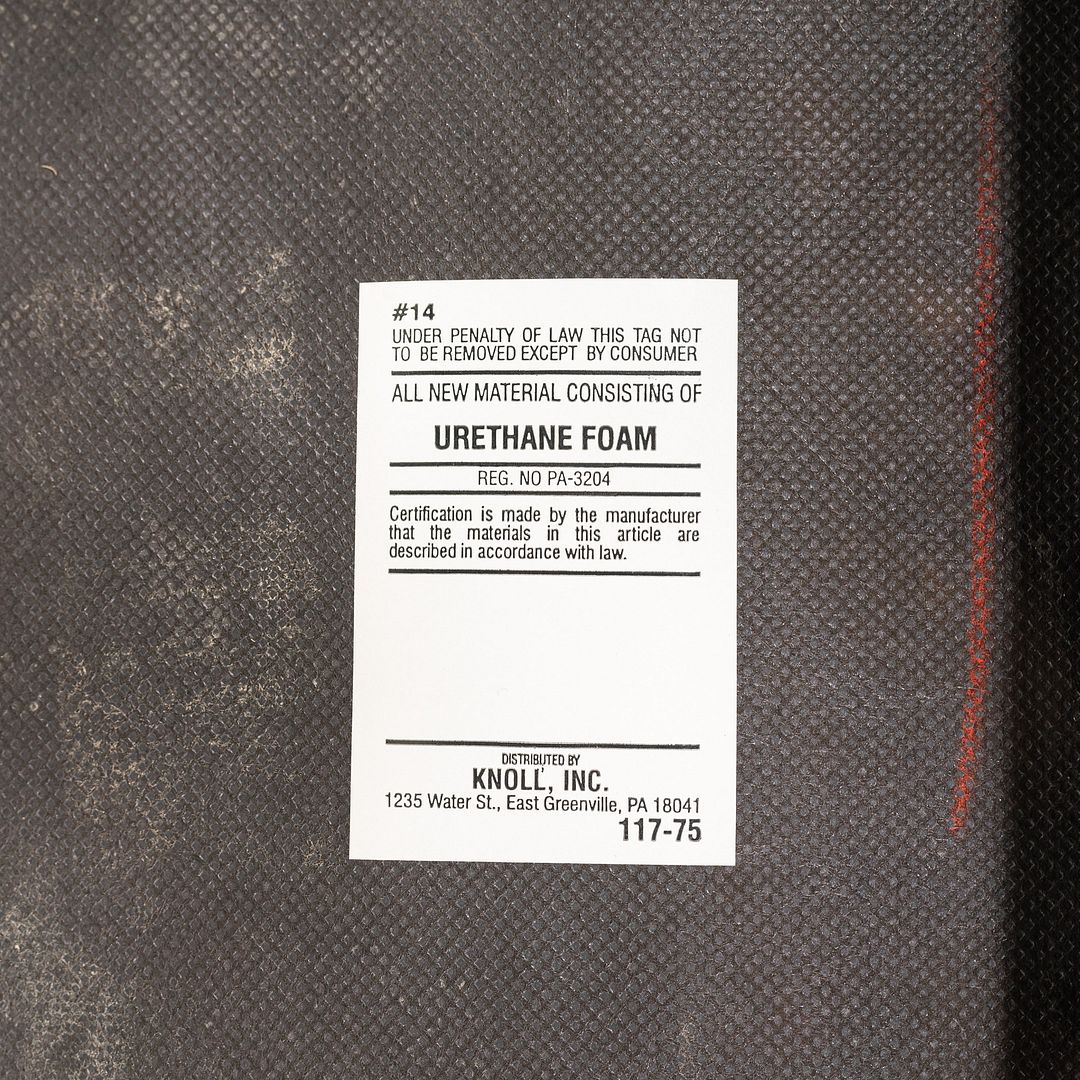 #14
UNDER PENALTY OF LAW THIS TAG NOT
TO BE REMOVED EXCEPT BY CONSUMER
ALL NEW MATERIAL CONSISTING OF
URETHANE FOAM
REG. NO PA-3204
Certification is made by the manufacturer
that the materials in this article are
described in accordance with law.
DISTRIBUTED BY
KNOLL, INC.
1235 Water St., East Greenville, PA 18041
117-75